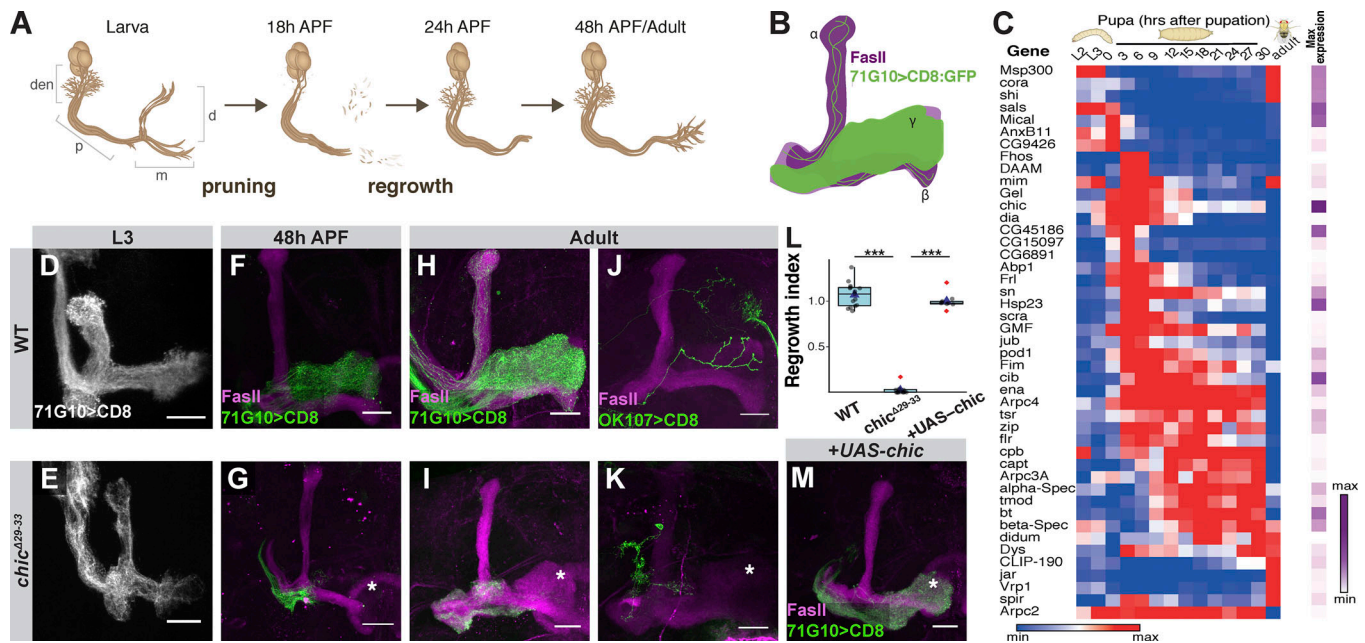 A
Larva
18h APF
24h APF
48h APF/Adult
den
p
m
d
pruning
regrowth
B
α
FasII
71G10>CD8:GFP
γ
β
C
Pupa (hrs after pupation)
Gene
L2 L3 0 3 6 9 12 15 18 21 24 27 30 adult
Max expression
Msp300
cora
shi
sals
Mical
AnxB11
CG9426
Fhos
DAAM
mim
Gel
chic
dia
CG45186
CG15097
CG6891
Abp1
Frl
sn
Hsp23
scra
GMF
jub
pod1
Fim
cib
ena
Arpc4
tsr
zip
flr
cpb
capt
Arpc3A
alpha-Spec
tmod
bt
beta-Spec
didum
Dys
CLIP-190
jar
Vrp1
spir
Arpc2
min
max
max
min
L3
48h APF
Adult
WT
D
71G10>CD8
F
FasII
71G10>CD8
H
FasII
71G10>CD8
J
FasII
OK107>CD8
L
Regrowth index
1.0
0.5
***
***
WT
chicΔ29-33
+UAS-chic
chicΔ29-33
E
G
*
I
*
K
*
+UAS-chic
M
*
FasII
71G10>CD8